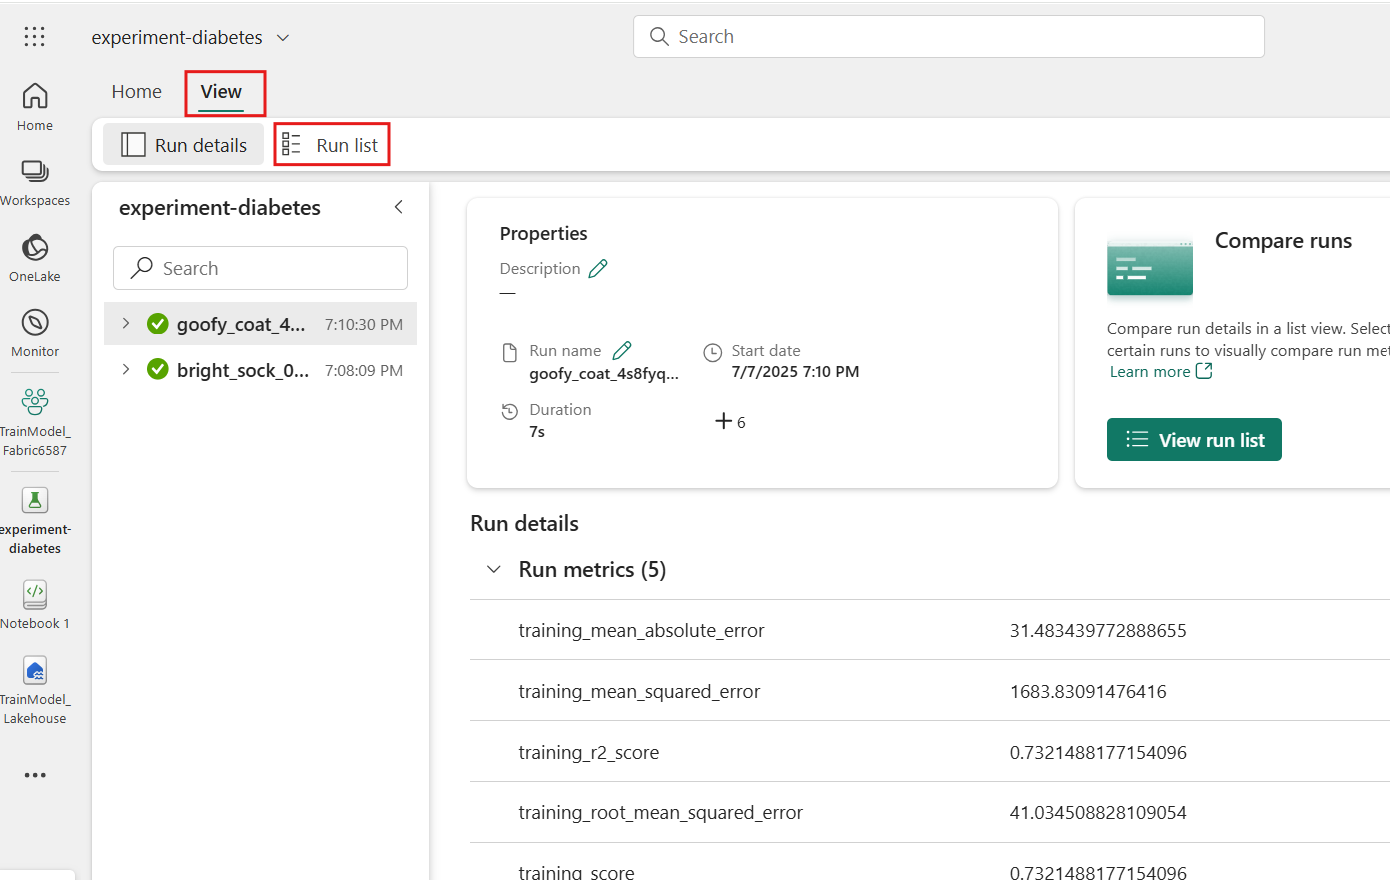 experiment-diabetes
Search
Home
View
Run details
Run list
Home
Workspaces
OneLake
Monitor
TrainModel_
Fabric6587
experiment-
diabetes
Notebook 1
TrainModel_
Lakehouse
experiment-diabetes
Search
goofy_coat_4... 7:10:30 PM
bright_sock_0... 7:08:09 PM
Properties
Description
—
Run name
goofy_coat_4s8fyq...
Start date
7/7/2025 7:10 PM
Duration
7s
+ 6
Compare runs
Compare run details in a list view. Select
certain runs to visually compare run met
Learn more
View run list
Run details
Run metrics (5)
training_mean_absolute_error 31.483439772888655
training_mean_squared_error 1683.83091476416
training_r2_score 0.7321488177154096
training_root_mean_squared_error 41.034508828109054
training_score 0.7321488177154096